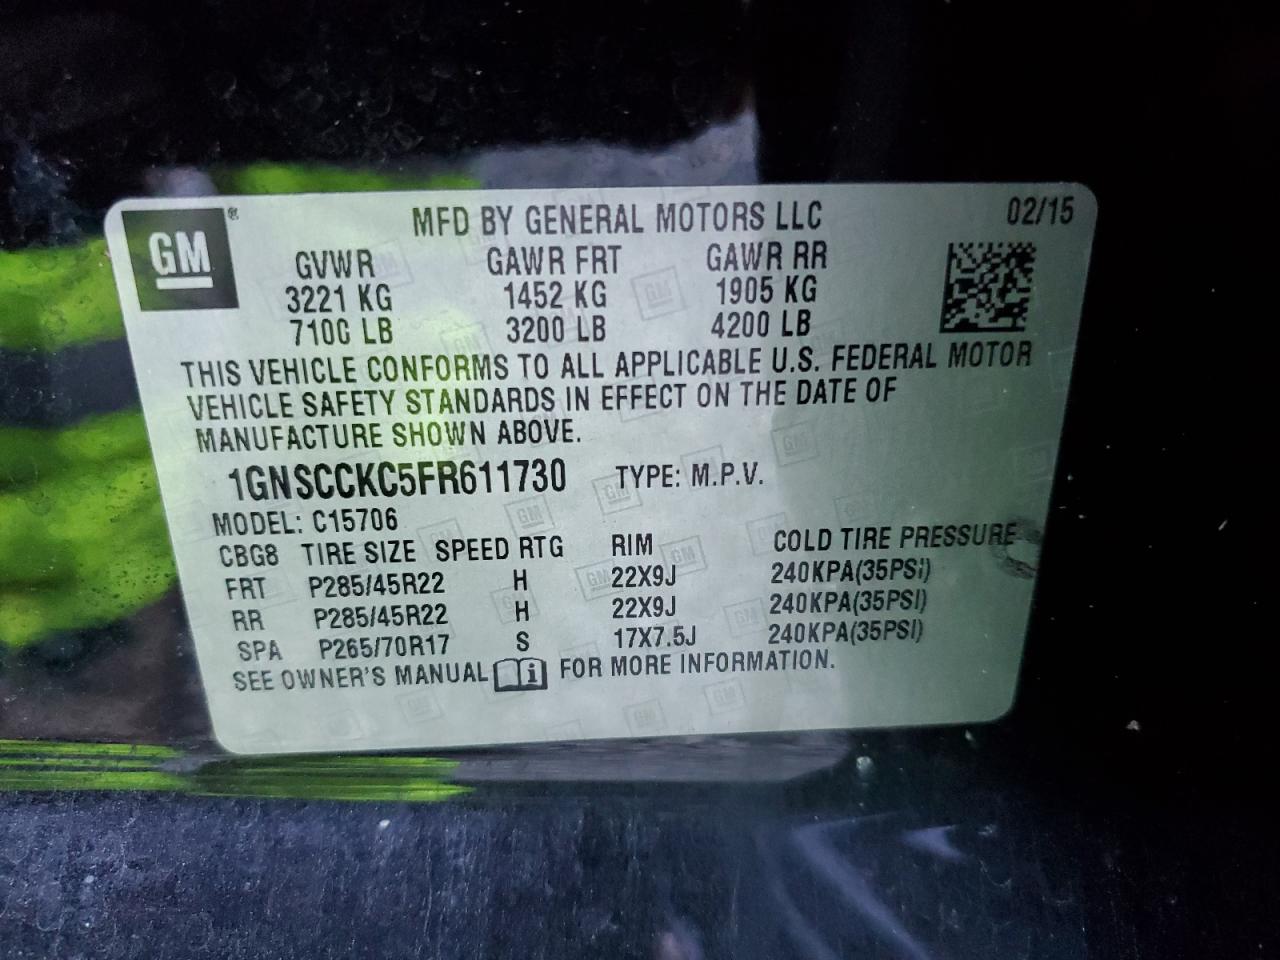 GM® MFD BY GENERAL MOTORS LLC 02/15
GVWR GAWR FRT GAWR RR
3221 KG 1452 KG 1905 KG
7100 LB 3200 LB 4200 LB
THIS VEHICLE CONFORMS TO ALL APPLICABLE U.S. FEDERAL MOTOR
VEHICLE SAFETY STANDARDS IN EFFECT ON THE DATE OF
MANUFACTURE SHOWN ABOVE.
1GNSCCKC5FR611730 TYPE: M.P.V.
MODEL: C15706
CBG8 TIRE SIZE SPEED RTG RIM COLD TIRE PRESSURE
FRT P285/45R22 H 22X9J 240KPA(35PSI)
RR P285/45R22 H 22X9J 240KPA(35PSI)
SPA P265/70R17 S 17X7.5J 240KPA(35PSI)
SEE OWNER'S MANUAL i FOR MORE INFORMATION.